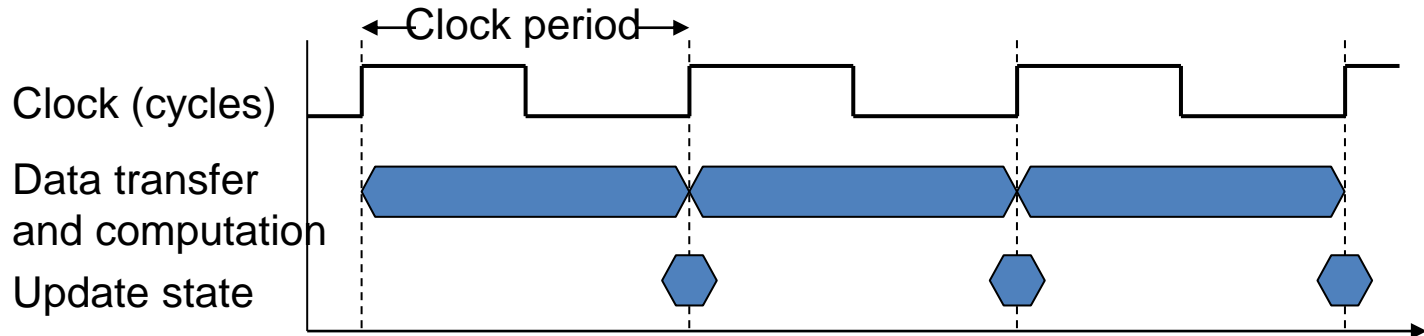 Clock period
Clock (cycles)
Data transfer
and computation
Update state